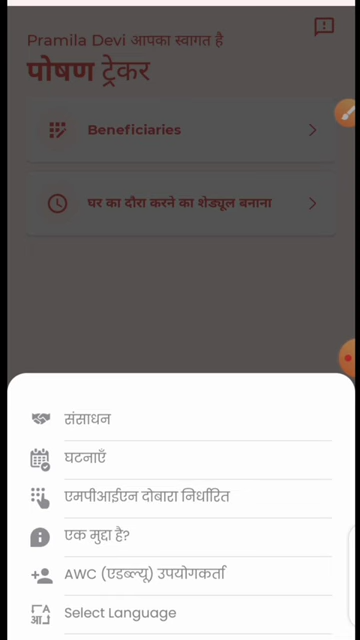 Pramila Devi आपका स्वागत है
पोषण ट्रेकर
Beneficiaries
घर का दौरा करने का शेड्यूल बनाना
संसाधन
घटनाएँ
एमपीआईएन दोबारा निर्धारित
एक मुद्दा है?
AWC (एडब्ल्यू) उपयोगकर्ता
Select Language